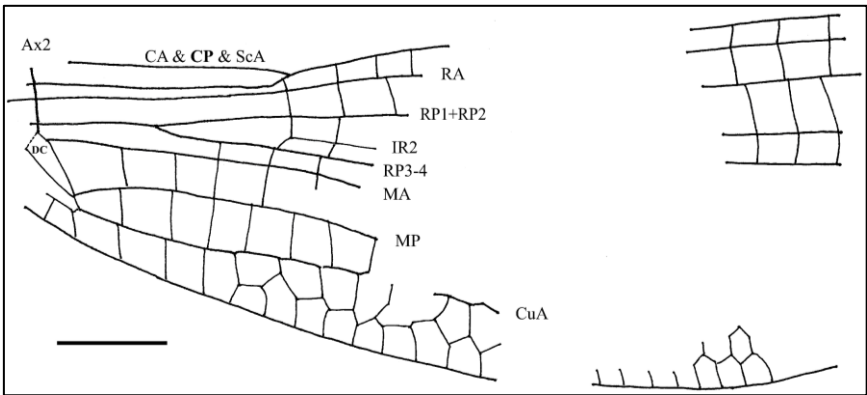 Ax2
CA & CP & ScA
RA
RP1+RP2
IR2
DC
RP3-4
MA
MP
CuA